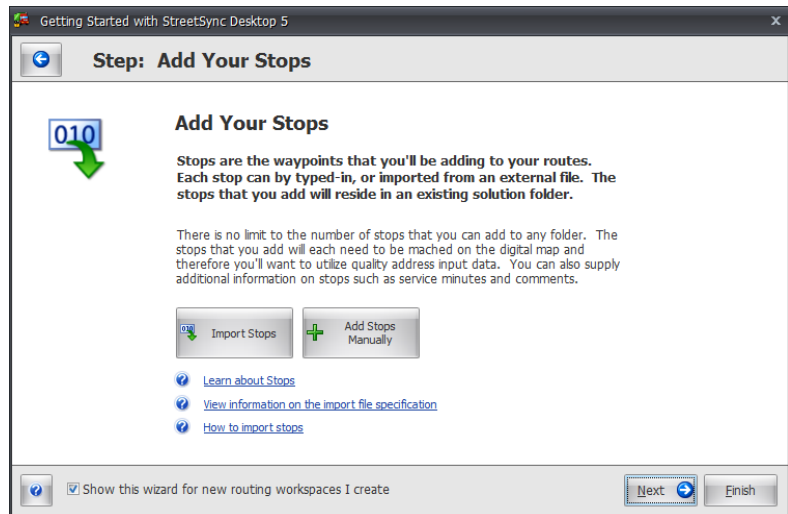 Getting Started with StreetSync Desktop 5
x
Step: Add Your Stops
010
Add Your Stops
Stops are the waypoints that you'll be adding to your routes.
Each stop can by typed-in, or imported from an external file. The
stops that you add will reside in an existing solution folder.
There is no limit to the number of stops that you can add to any folder. The
stops that you add will each need to be mached on the digital map and
therefore you'll want to utilize quality address input data. You can also supply
additional information on stops such as service minutes and comments.
010
Import Stops
Add Stops
Manually
? Learn about Stops
? View information on the import file specification
? How to import stops
? Show this wizard for new routing workspaces I create
Next
Finish